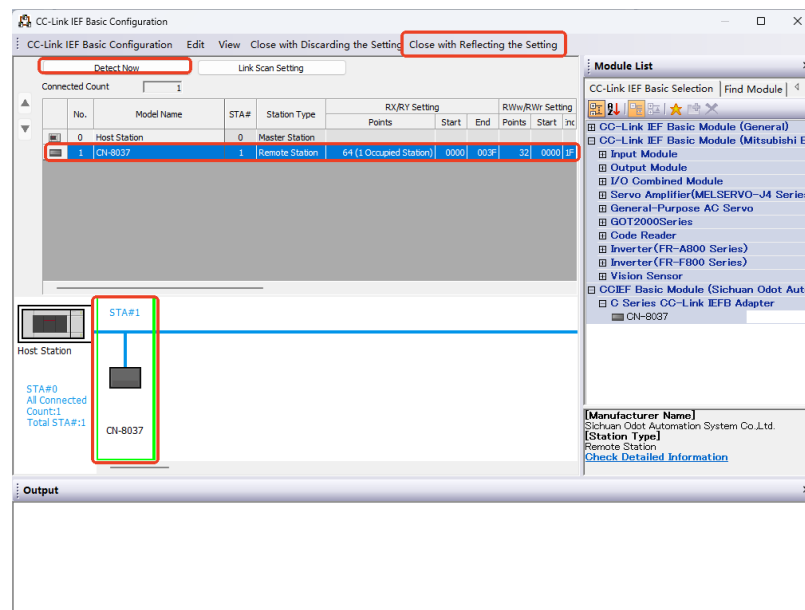 CC-Link IEF Basic Configuration
CC-Link IEF Basic Configuration Edit View Close with Discarding the Setting Close with Reflecting the Setting
Detect Now Link Scan Setting
Connected Count 1
No. Model Name STA# Station Type RX/RY Setting RWw/RWr Setting
Points Start End Points Start
0 Host Station 0 Master Station
1 CN-8037 1 Remote Station 64 (1 Occupied Station) 0000 003F 32 0000 1F
STA#1
Host Station
STA#0
All Connected
Count:1
Total STA#:1
CN-8037
Module List
CC-Link IEF Basic Selection Find Module
CC-Link IEF Basic Module (General)
CC-Link IEF Basic Module (Mitsubishi E
Input Module
Output Module
I/O Combined Module
Servo Amplifier(MELSERVO-J4 Serie
General-Purpose AC Servo
GOT2000Series
Code Reader
Inverter(FR-A800 Series)
Inverter(FR-F800 Series)
Vision Sensor
CCIEF Basic Module (Sichuan Odot Aut
C Series CC-Link IEFB Adapter
CN-8037
[Manufacturer Name]
Sichuan Odot Automation System Co.,Ltd.
[Station Type]
Remote Station
Check Detailed Information
Output